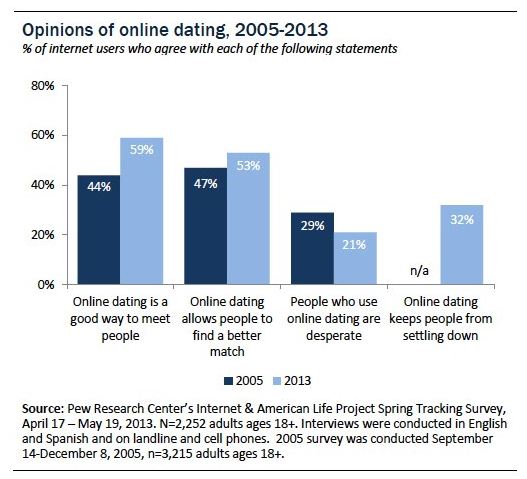 Opinions of online dating, 2005-2013
% of internet users who agree with each of the following statements
80%
60%
40%
20%
0%
44%
59%
47%
53%
29%
21%
n/a
32%
Online dating is a
good way to meet
people
Online dating
allows people to
find a better
match
People who use
online dating are
desperate
Online dating
keeps people from
settling down
2005
2013
Source: Pew Research Center's Internet & American Life Project Spring Tracking Survey,
April 17 – May 19, 2013. N=2,252 adults ages 18+. Interviews were conducted in English
and Spanish and on landline and cell phones. 2005 survey was conducted September
14-December 8, 2005, n=3,215 adults ages 18+.